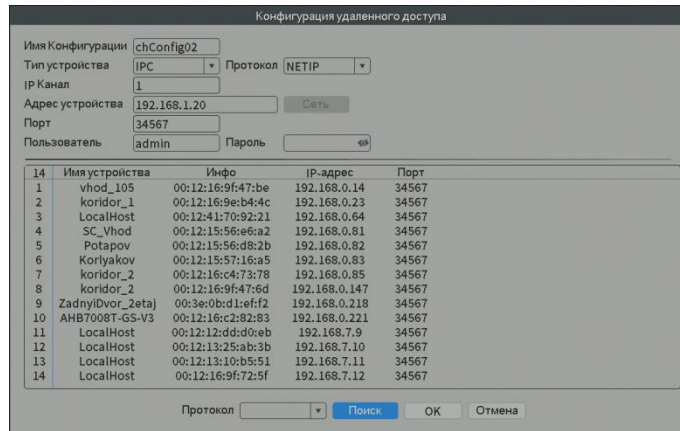 Конфигурация удаленного доступа
Имя Конфигурации chConfig02
Тип устройства IPC Протокол NETIP
IP Канал 1
Адрес устройства 192.168.1.20 Сеть
Порт 34567
Пользователь admin Пароль
14 Имя устройства Инфо IP-адрес Порт
1 vhod_105 00:12:16:9f:47:be 192.168.0.14 34567
2 koridor_1 00:12:16:9e:b4:4c 192.168.0.23 34567
3 LocalHost 00:12:41:70:92:21 192.168.0.64 34567
4 SC_Vhod 00:12:15:56:e6:a2 192.168.0.81 34567
5 Potapov 00:12:15:56:d8:2b 192.168.0.82 34567
6 Korlyakov 00:12:15:57:16:a5 192.168.0.83 34567
7 koridor_2 00:12:16:c4:73:78 192.168.0.85 34567
8 koridor_2 00:12:16:9f:47:6d 192.168.0.147 34567
9 ZadnyiDvor_2etaj 00:3e:0b:d1:ef:f2 192.168.0.218 34567
10 AHB7008T-GS-V3 00:12:16:c2:82:83 192.168.0.221 34567
11 LocalHost 00:12:12:dd:d0:eb 192.168.7.9 34567
12 LocalHost 00:12:13:25:ab:3b 192.168.7.10 34567
13 LocalHost 00:12:13:10:b5:51 192.168.7.11 34567
14 LocalHost 00:12:16:9f:72:5f 192.168.7.12 34567
Протокол Поиск OK Отмена